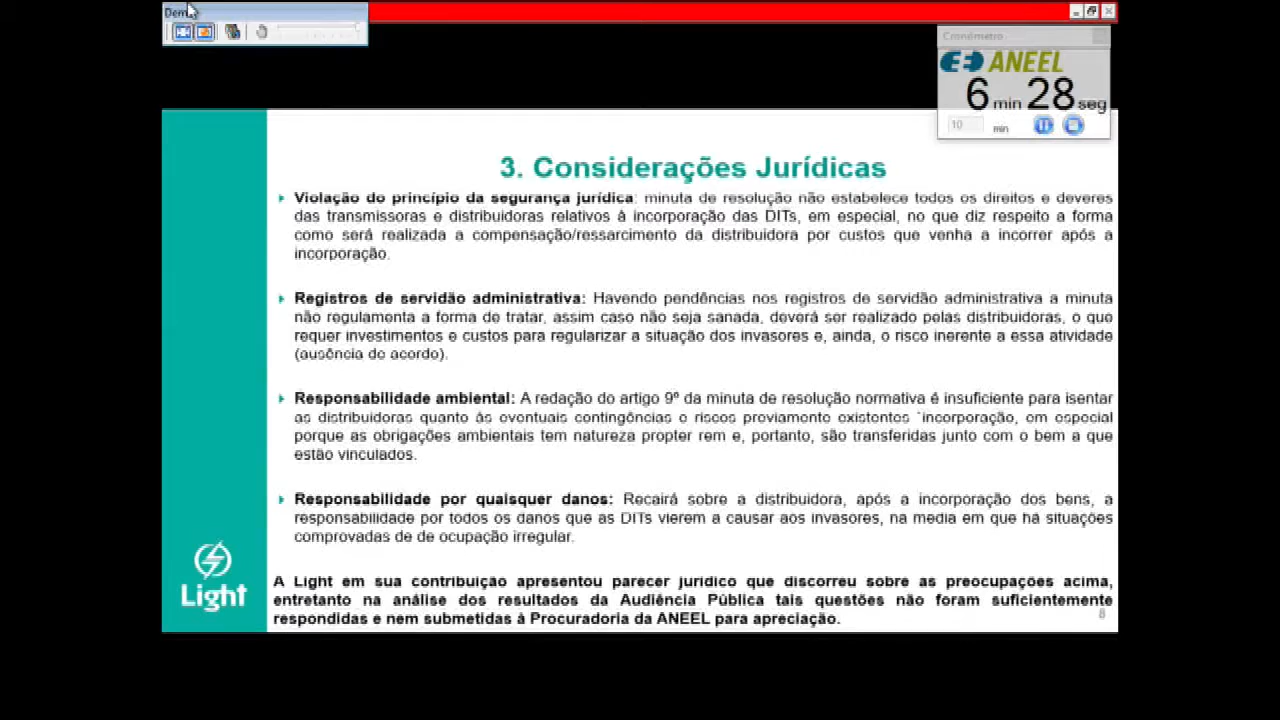 Dem
Cronômetro
ANEEL
6 min 28 seg
10 min
3. Considerações Jurídicas
Violação do princípio da segurança jurídica: minuta de resolução não estabelece todos os direitos e deveres
das transmissoras e distribuidoras relativos à incorporação das DITs, em especial, no que diz respeito a forma
como será realizada a compensação/ressarcimento da distribuidora por custos que venha a incorrer após a
incorporação.
Registros de servidão administrativa: Havendo pendências nos registros de servidão administrativa a minuta
não regulamenta a forma de tratar, assim caso não seja sanada, deverá ser realizado pelas distribuidoras, o que
requer investimentos e custos para regularizar a situação dos invasores e, ainda, o risco inerente a essa atividade
(ausência de acordo).
Responsabilidade ambiental: A redação do artigo 9º da minuta de resolução normativa é insuficiente para isentar
as distribuidoras quanto às eventuais contingências e riscos previamente existentes `incorporação, em especial
porque as obrigações ambientais tem natureza propter rem e, portanto, são transferidas junto com o bem a que
estão vinculados.
Responsabilidade por quaisquer danos: Recairá sobre a distribuidora, após a incorporação dos bens, a
responsabilidade por todos os danos que as DITs vierem a causar aos invasores, na media em que há situações
comprovadas de de ocupação irregular.
A Light em sua contribuição apresentou parecer jurídico que discorreu sobre as preocupações acima,
entretanto na análise dos resultados da Audiência Pública tais questões não foram suficientemente
respondidas e nem submetidas à Procuradoria da ANEEL para apreciação.
8
Light